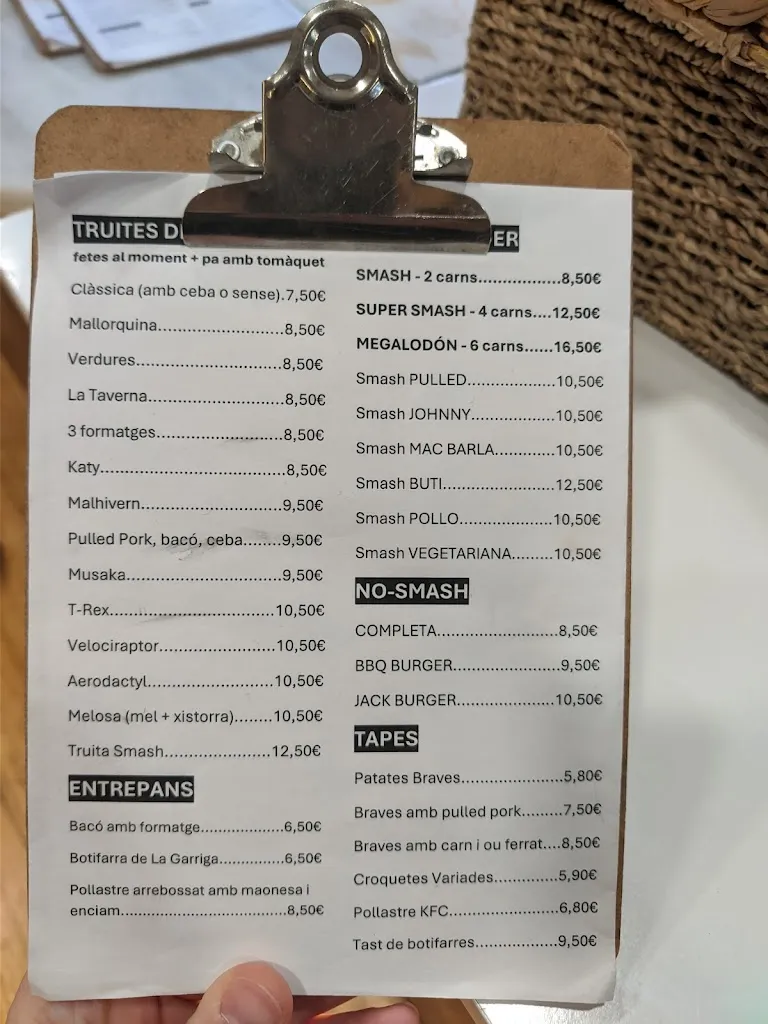 TRUITES
fetes al moment + pa amb tomàquet
Clàssica (amb ceba o sense).7,50€
Mallorquina......................8,50€
Verdures..........................8,50€
La Taverna........................8,50€
3 formatges.......................8,50€
Katy.................................8,50€
Malhivern.........................9,50€
Pulled Pork, bacó, ceba........9,50€
Musaka............................9,50€
T-Rex..............................10,50€
Velociraptor.....................10,50€
Aerodactyl.......................10,50€
Melosa (mel + xistorra)........10,50€
Truita Smash....................12,50€
ENTREPANS
Bacó amb formatge................6,50€
Botifarra de La Garriga............6,50€
Pollastre arrebossat amb maonesa i
enciam................................8,50€
ER
SMASH - 2 carns.................8,50€
SUPER SMASH - 4 carns....12,50€
MEGALODÓN - 6 carns......16,50€
Smash PULLED..................10,50€
Smash JOHNNY.................10,50€
Smash MAC BARLA............10,50€
Smash BUTI.......................12,50€
Smash POLLO...................10,50€
Smash VEGETARIANA........10,50€
NO-SMASH
COMPLETA.........................8,50€
BBQ BURGER.....................9,50€
JACK BURGER...................10,50€
TAPES
Patates Braves.....................5,80€
Braves amb pulled pork........7,50€
Braves amb carn i ou ferrat....8,50€
Croquetes Variades.............5,90€
Pollastre KFC......................6,80€
Tast de botifarres.................9,50€